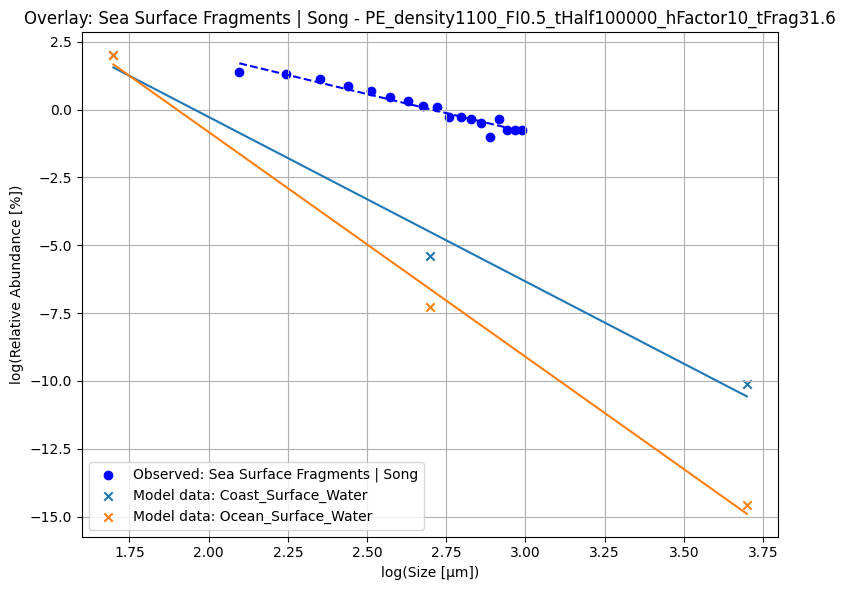 Overlay: Sea Surface Fragments | Song - PE_density1100_FI0.5_tHalf100000_hFactor10_tFrag31.6
log(Relative Abundance [%])
2.5
0.0
−2.5
−5.0
−7.5
−10.0
−12.5
−15.0
Observed: Sea Surface Fragments | Song
Model data: Coast_Surface_Water
Model data: Ocean_Surface_Water
1.75
2.00
2.25
2.50
2.75
3.00
3.25
3.50
3.75
log(Size [µm])